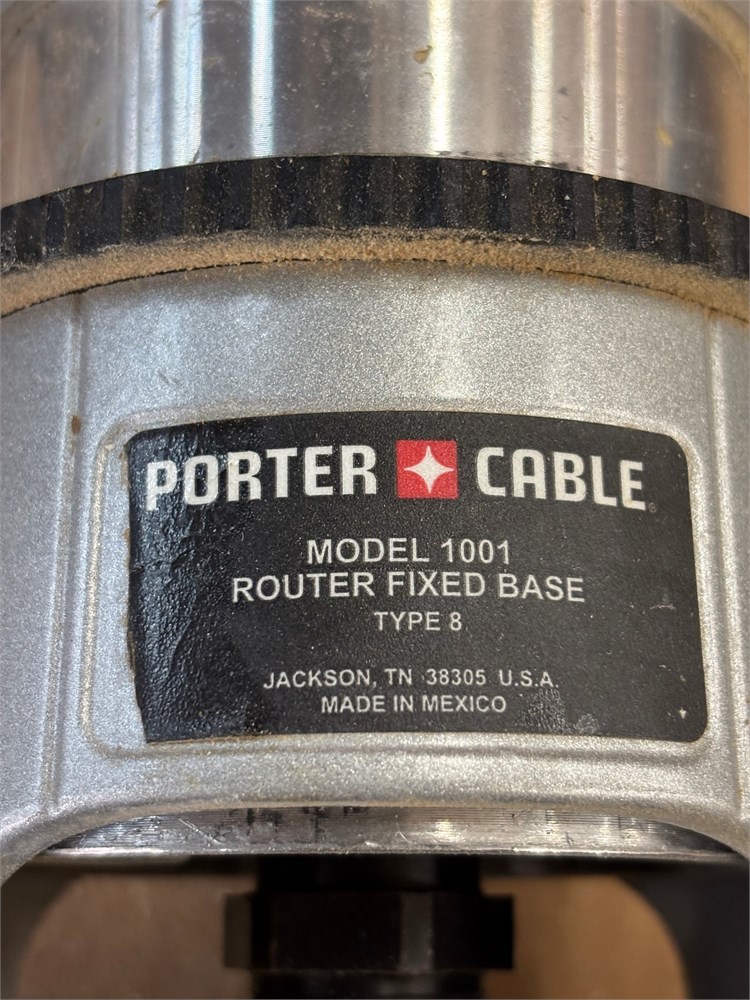 PORTER CABLE®
MODEL 1001
ROUTER FIXED BASE
TYPE 8
JACKSON, TN 38305 U.S.A.
MADE IN MEXICO